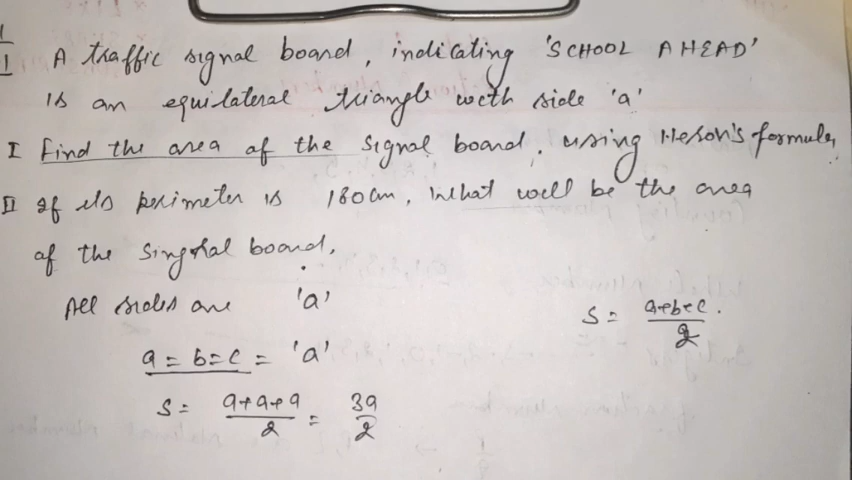 1 A traffic signal board, indicating 'SCHOOL AHEAD'
is an equilateral triangle with side 'a'
I Find the area of the signal board. using Heron's formula,
II If its perimeter is 180cm, What will be the area
of the Singnal board.
All sides are 'a'
S = a+b+c / 2
a = b = c = 'a'
S = a+a+a / 2 = 3a / 2